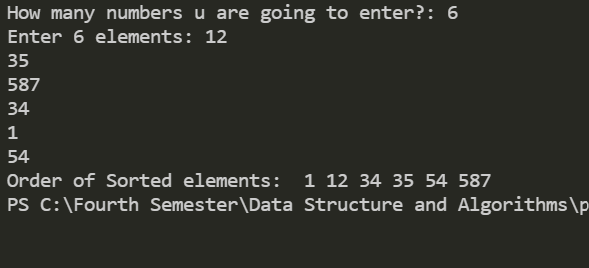 How many numbers u are going to enter?: 6
Enter 6 elements: 12
35
587
34
1
54
Order of Sorted elements:  1 12 34 35 54 587
PS C:\Fourth Semester\Data Structure and Algorithms\p